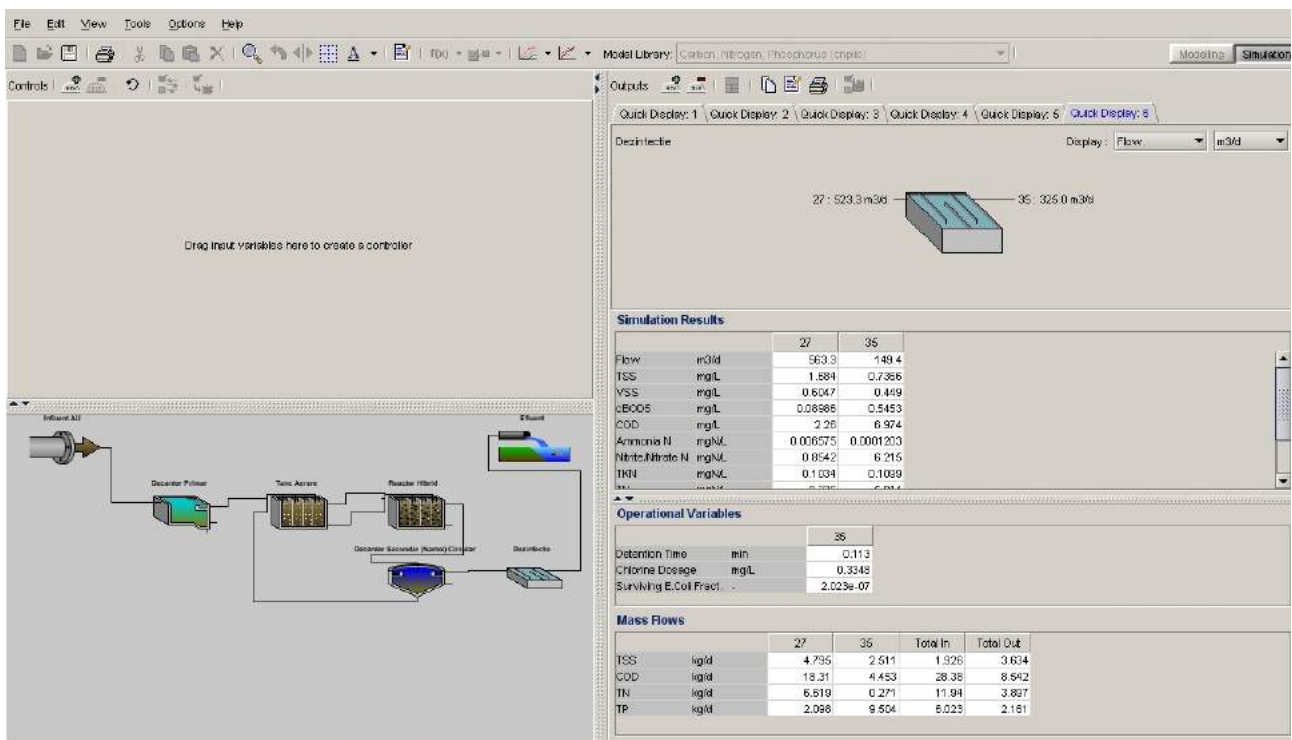 File Edit View Tools Options Help
Model Library: Carbon, Nitrogen, Phosphorus (cnplib)
Modelling Simulation
Controls
Drag input variables here to create a controller
Influent AU
Effluent
Decantor Primar
Tanc Aerare
Reactor Hibrid
Decantor Secundar (Namol) Circular
Dezinfectie
Outputs
Quick Display: 1 Quick Display: 2 Quick Display: 3 Quick Display: 4 Quick Display: 5 Quick Display: 6
Dezinfectie
Display: Flow m3/d
27 : 523.3 m3/d
35 : 325.0 m3/d
Simulation Results
27 35
Flow m3/d 563.3 149.4
TSS mg/L 1.684 0.7366
VSS mg/L 0.6047 0.449
cBOD5 mg/L 0.08986 0.5453
COD mg/L 2.26 6.974
Ammonia N mgN/L 0.006575 0.0001203
Nitrite/Nitrate N mgN/L 0.8542 6.215
TKN mgN/L 0.1034 0.1099
Operational Variables
35
Detention Time min 0.113
Chlorine Dosage mg/L 0.3348
Surviving E.Coli Fract. - 2.023e-07
Mass Flows
27 35 Total In Total Out
TSS kg/d 4.795 2.511 1.926 3.634
COD kg/d 18.31 4.453 28.38 8.542
TN kg/d 6.619 0.271 11.94 3.897
TP kg/d 2.098 9.504 6.023 2.161